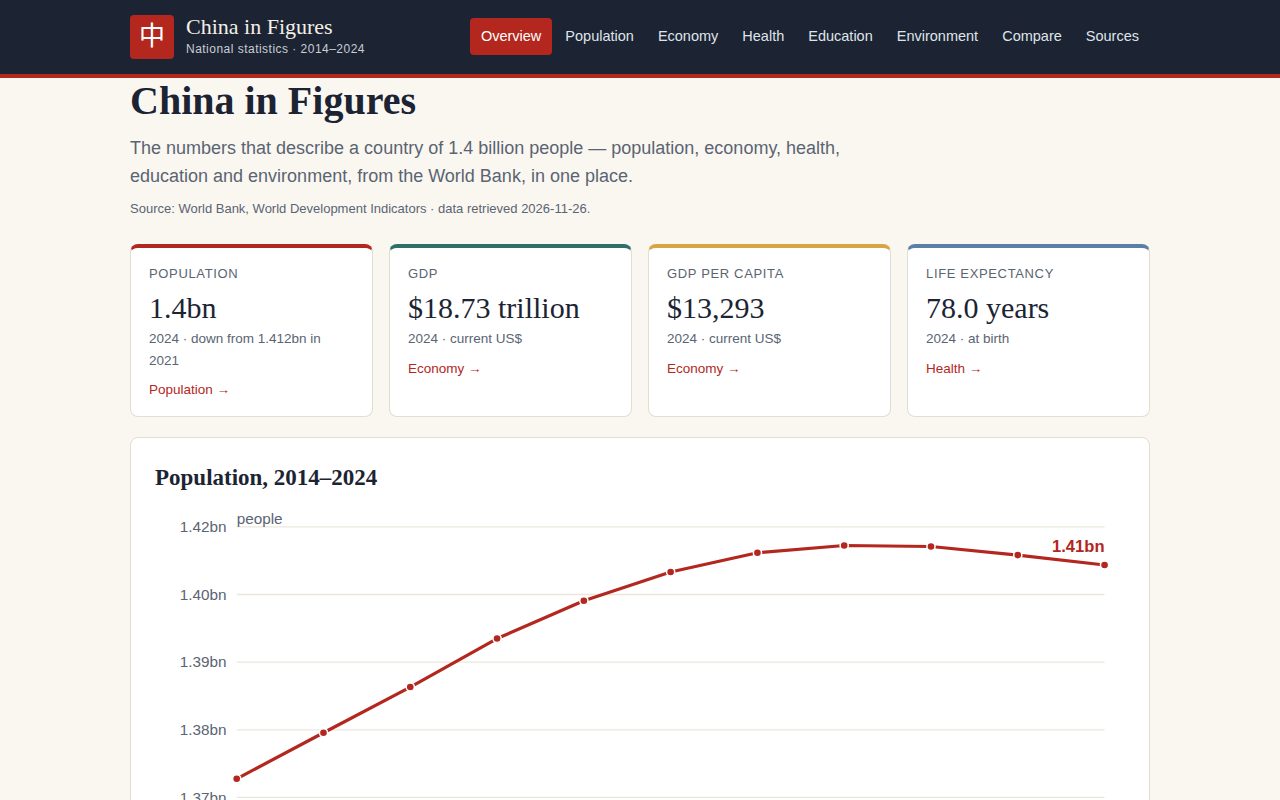 中
China in Figures
National statistics · 2014–2024
Overview Population Economy Health Education Environment Compare Sources
China in Figures
The numbers that describe a country of 1.4 billion people — population, economy, health,
education and environment, from the World Bank, in one place.
Source: World Bank, World Development Indicators · data retrieved 2026-11-26.
POPULATION
1.4bn
2024 · down from 1.412bn in
2021
Population →
GDP
$18.73 trillion
2024 · current US$
Economy →
GDP PER CAPITA
$13,293
2024 · current US$
Economy →
LIFE EXPECTANCY
78.0 years
2024 · at birth
Health →
Population, 2014–2024
people
1.42bn
1.41bn
1.40bn
1.39bn
1.38bn
1.37bn